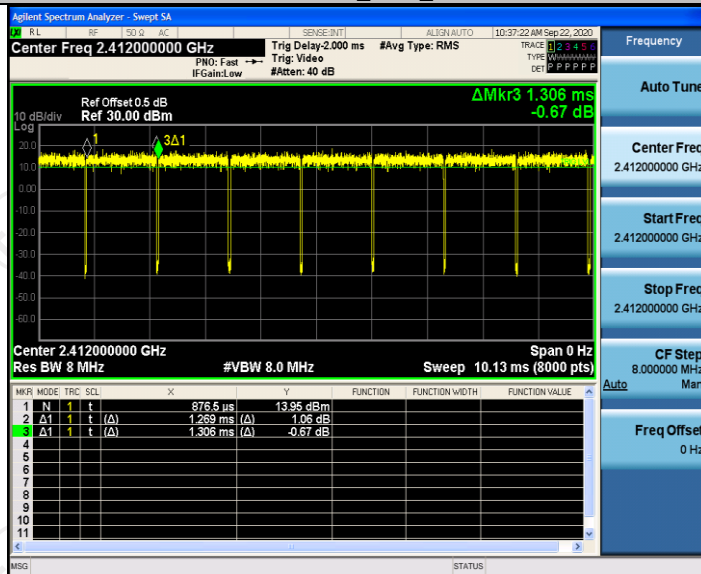 Agilent Spectrum Analyzer - Swept SA
RL RF 50 Ω AC SENSE:INT ALIGN AUTO 10:37:22 AM Sep 22, 2020
Center Freq 2.412000000 GHz Trig Delay-2.000 ms #Avg Type: RMS TRACE 1 2 3 4 5 6
PNO: Fast Trig: Video TYPE W
IFGain:Low #Atten: 40 dB DET P P P P P P
ΔMkr3 1.306 ms
-0.67 dB
Ref Offset 0.5 dB
10 dB/div Ref 30.00 dBm
Log
1
3Δ1
20.0
10.0
0.00
-10.0
-20.0
-30.0
-40.0
-50.0
-60.0
Center 2.412000000 GHz Span 0 Hz
Res BW 8 MHz #VBW 8.0 MHz Sweep 10.13 ms (8000 pts)
MKR MODE TRC SCL X Y FUNCTION FUNCTION WIDTH FUNCTION VALUE
1 N 1 t 876.5 µs 13.95 dBm
2 Δ1 1 t (Δ) 1.269 ms (Δ) 1.06 dB
3 Δ1 1 t (Δ) 1.306 ms (Δ) -0.67 dB
4
5
6
7
8
9
10
11
MSG STATUS
Frequency
Auto Tune
Center Freq
2.412000000 GHz
Start Freq
2.412000000 GHz
Stop Freq
2.412000000 GHz
CF Step
8.000000 MHz
Auto Man
Freq Offset
0 Hz